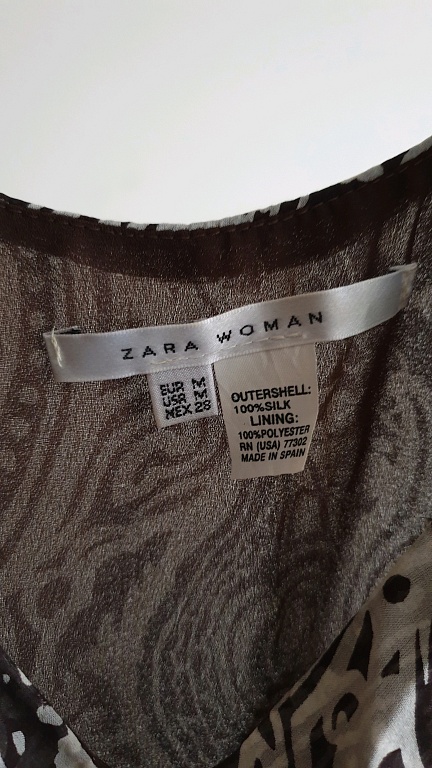 ZARA WOMAN
EUR M
USA M
MEX 28
OUTERSHELL:
100%SILK
LINING:
100%POLYESTER
RN (USA) 77302
MADE IN SPAIN